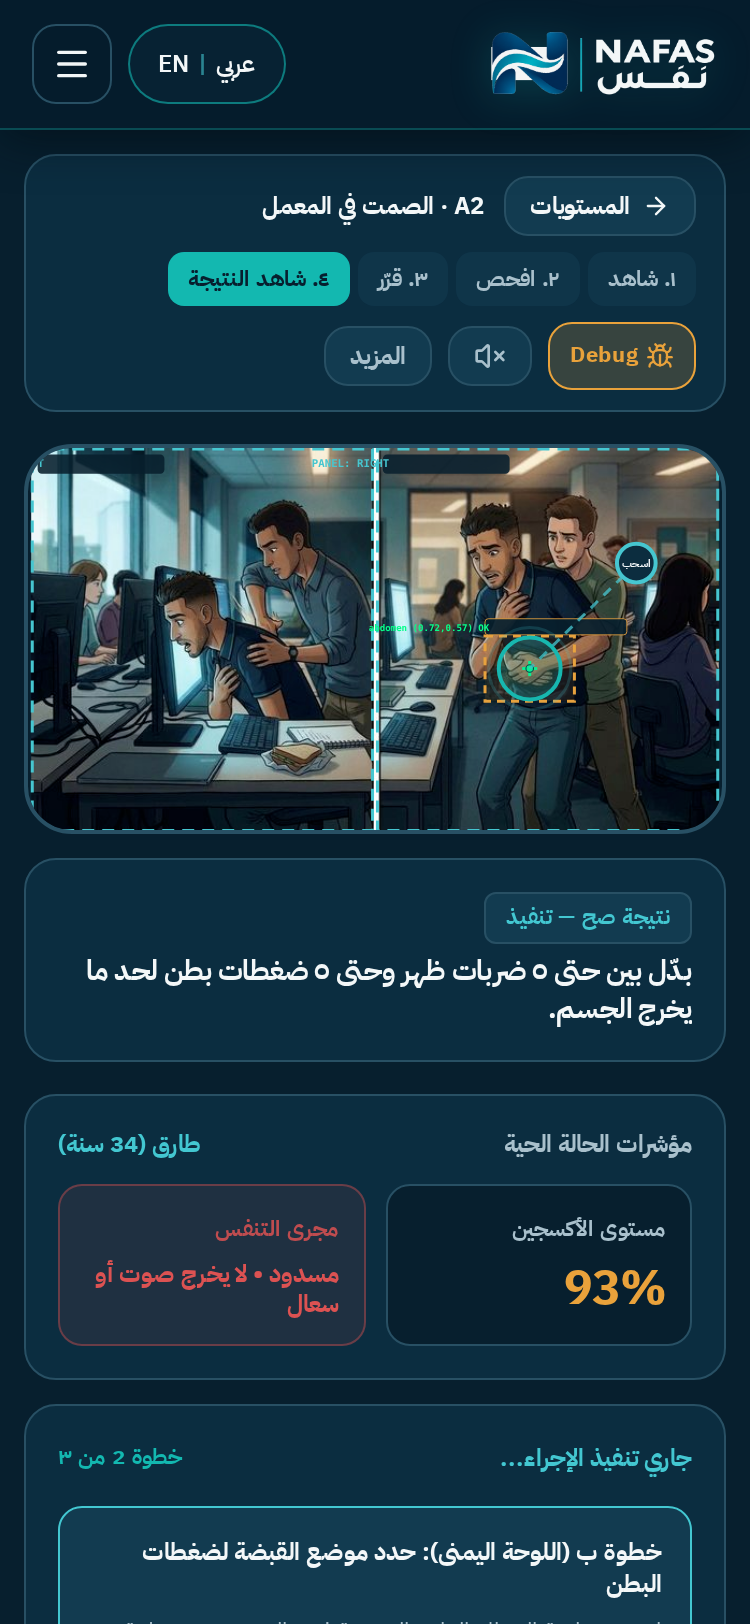 NAFAS
نَفَس
عربي | EN
المستويات
A2 · الصمت في المعمل
١. شاهد
٢. افحص
٣. قرّر
٤. شاهد النتيجة
Debug
المزيد
PANEL: RIGHT
اسحب
abdomen (0.72,0.57) OK
نتيجة صح — تنفيذ
بدّل بين حتى ٥ ضربات ظهر وحتى ٥ ضغطات بطن لحد ما
يخرج الجسم.
مؤشرات الحالة الحية
طارق (34 سنة)
مستوى الأكسجين
93%
مجرى التنفس
مسدود • لا يخرج صوت أو
سعال
جاري تنفيذ الإجراء...
خطوة 2 من ٣
خطوة ب (اللوحة اليمنى): حدد موضع القبضة لضغطات
البطن